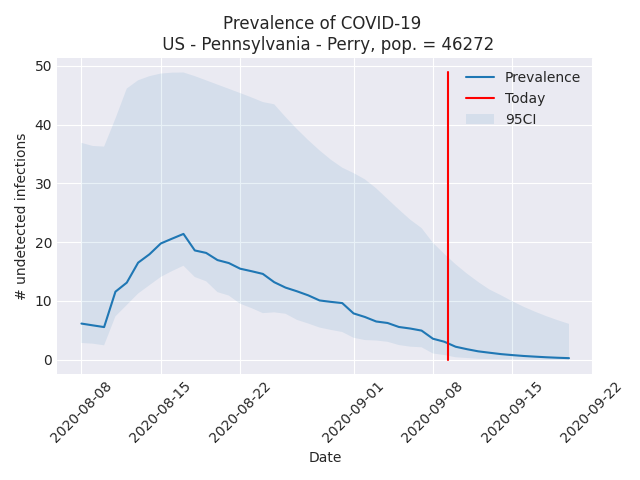 Prevalence of COVID-19
US - Pennsylvania - Perry, pop. = 46272
50
40
30
20
10
0
# undetected infections
Prevalence
Today
95CI
2020-08-08
2020-08-15
2020-08-22
2020-09-01
2020-09-08
2020-09-15
2020-09-22
Date